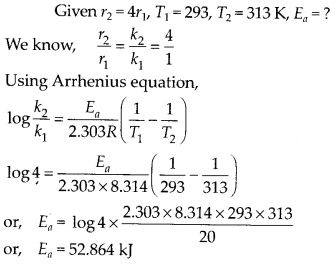 Given r₂ = 4r₁, T₁ = 293, T₂ = 313 K, Eₐ = ?
We know, r₂/r₁ = k₂/k₁ = 4/1
Using Arrhenius equation,
log k₂/k₁ = Eₐ/2.303R (1/T₁ − 1/T₂)
log 4 = Eₐ/2.303 × 8.314 (1/293 − 1/313)
or, Eₐ = log 4 × 2.303 × 8.314 × 293 × 313/20
or, Eₐ = 52.864 kJ